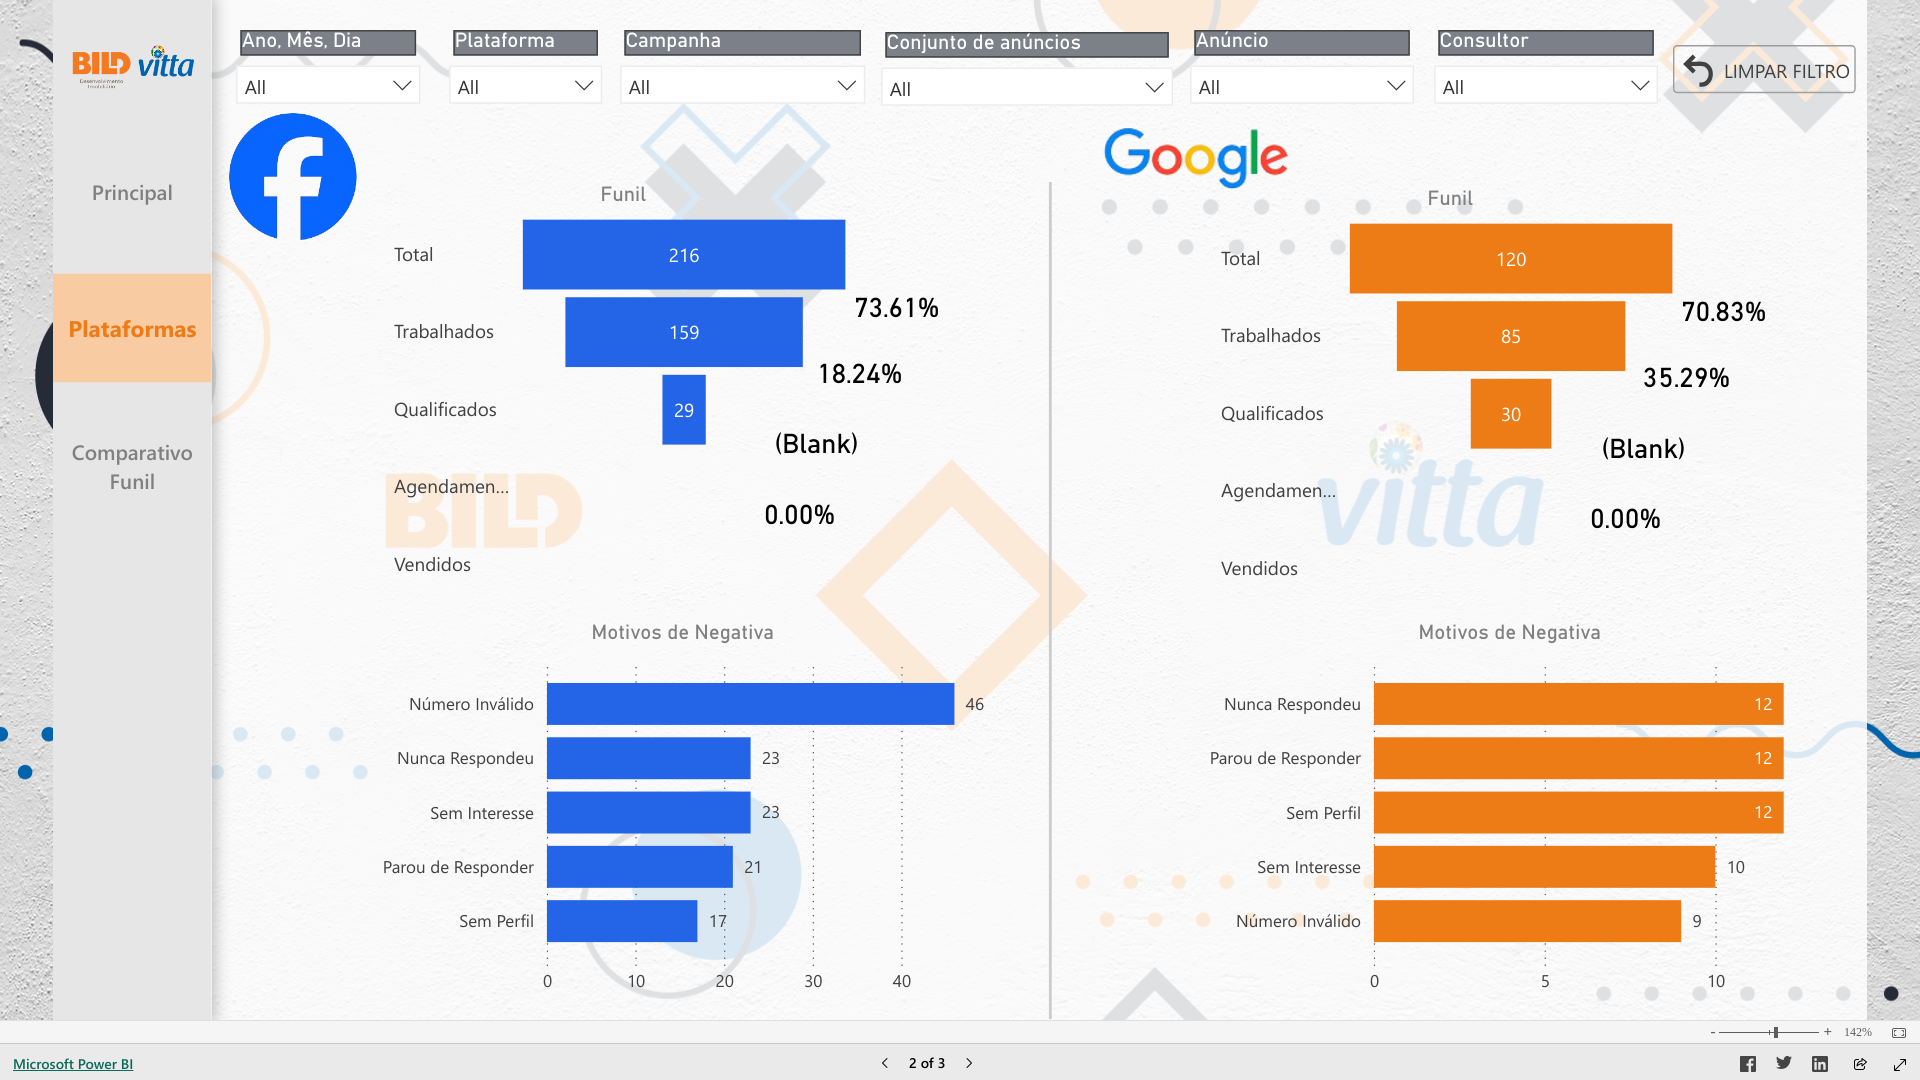 BILD vitta
Desenvolvimento
Imobiliário
Ano, Mês, Dia
Plataforma
Campanha
Conjunto de anúncios
Anúncio
Consultor
All
All
All
All
All
All
LIMPAR FILTRO
Principal
Plataformas
Comparativo
Funil
Funil
Total
216
73.61%
Trabalhados
159
18.24%
Qualificados
29
(Blank)
Agendamen...
0.00%
Vendidos
BILD
Motivos de Negativa
Número Inválido
46
Nunca Respondeu
23
Sem Interesse
23
Parou de Responder
21
Sem Perfil
17
0 10 20 30 40
Google
Funil
Total
120
70.83%
Trabalhados
85
35.29%
Qualificados
30
(Blank)
Agendamen...
0.00%
Vendidos
vitta
Motivos de Negativa
Nunca Respondeu
12
Parou de Responder
12
Sem Perfil
12
Sem Interesse
10
Número Inválido
9
0 5 10
- + 142%
Microsoft Power BI
2 of 3